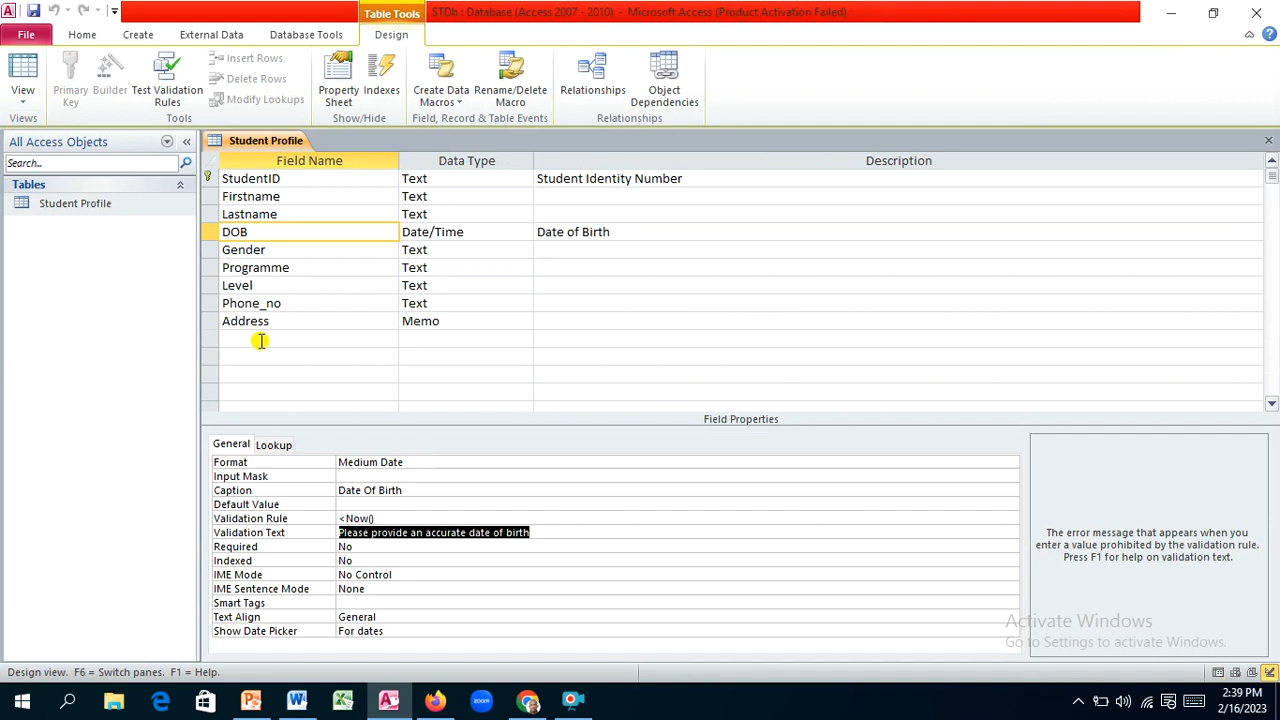 Table Tools
STDb : Database (Access 2007 - 2010) - Microsoft Access (Product Activation Failed)
File Home Create External Data Database Tools Design
View
Primary Key
Builder
Test Validation Rules
Insert Rows
Delete Rows
Modify Lookups
Property Sheet
Indexes
Create Data Macros
Rename/Delete Macro
Relationships
Object Dependencies
Views Tools Show/Hide Field, Record & Table Events Relationships
All Access Objects
Search...
Tables
Student Profile
Student Profile
Field Name Data Type Description
StudentID Text Student Identity Number
Firstname Text
Lastname Text
DOB Date/Time Date of Birth
Gender Text
Programme Text
Level Text
Phone_no Text
Address Memo
Field Properties
General Lookup
Format Medium Date
Input Mask
Caption Date Of Birth
Default Value
Validation Rule <Now()
Validation Text Please provide an accurate date of birth
Required No
Indexed No
IME Mode No Control
IME Sentence Mode None
Smart Tags
Text Align General
Show Date Picker For dates
The error message that appears when you
enter a value prohibited by the validation rule.
Press F1 for help on validation text.
Activate Windows
Go to Settings to activate Windows.
Design view. F6 = Switch panes. F1 = Help.
zoom
2:39 PM
2/16/2023